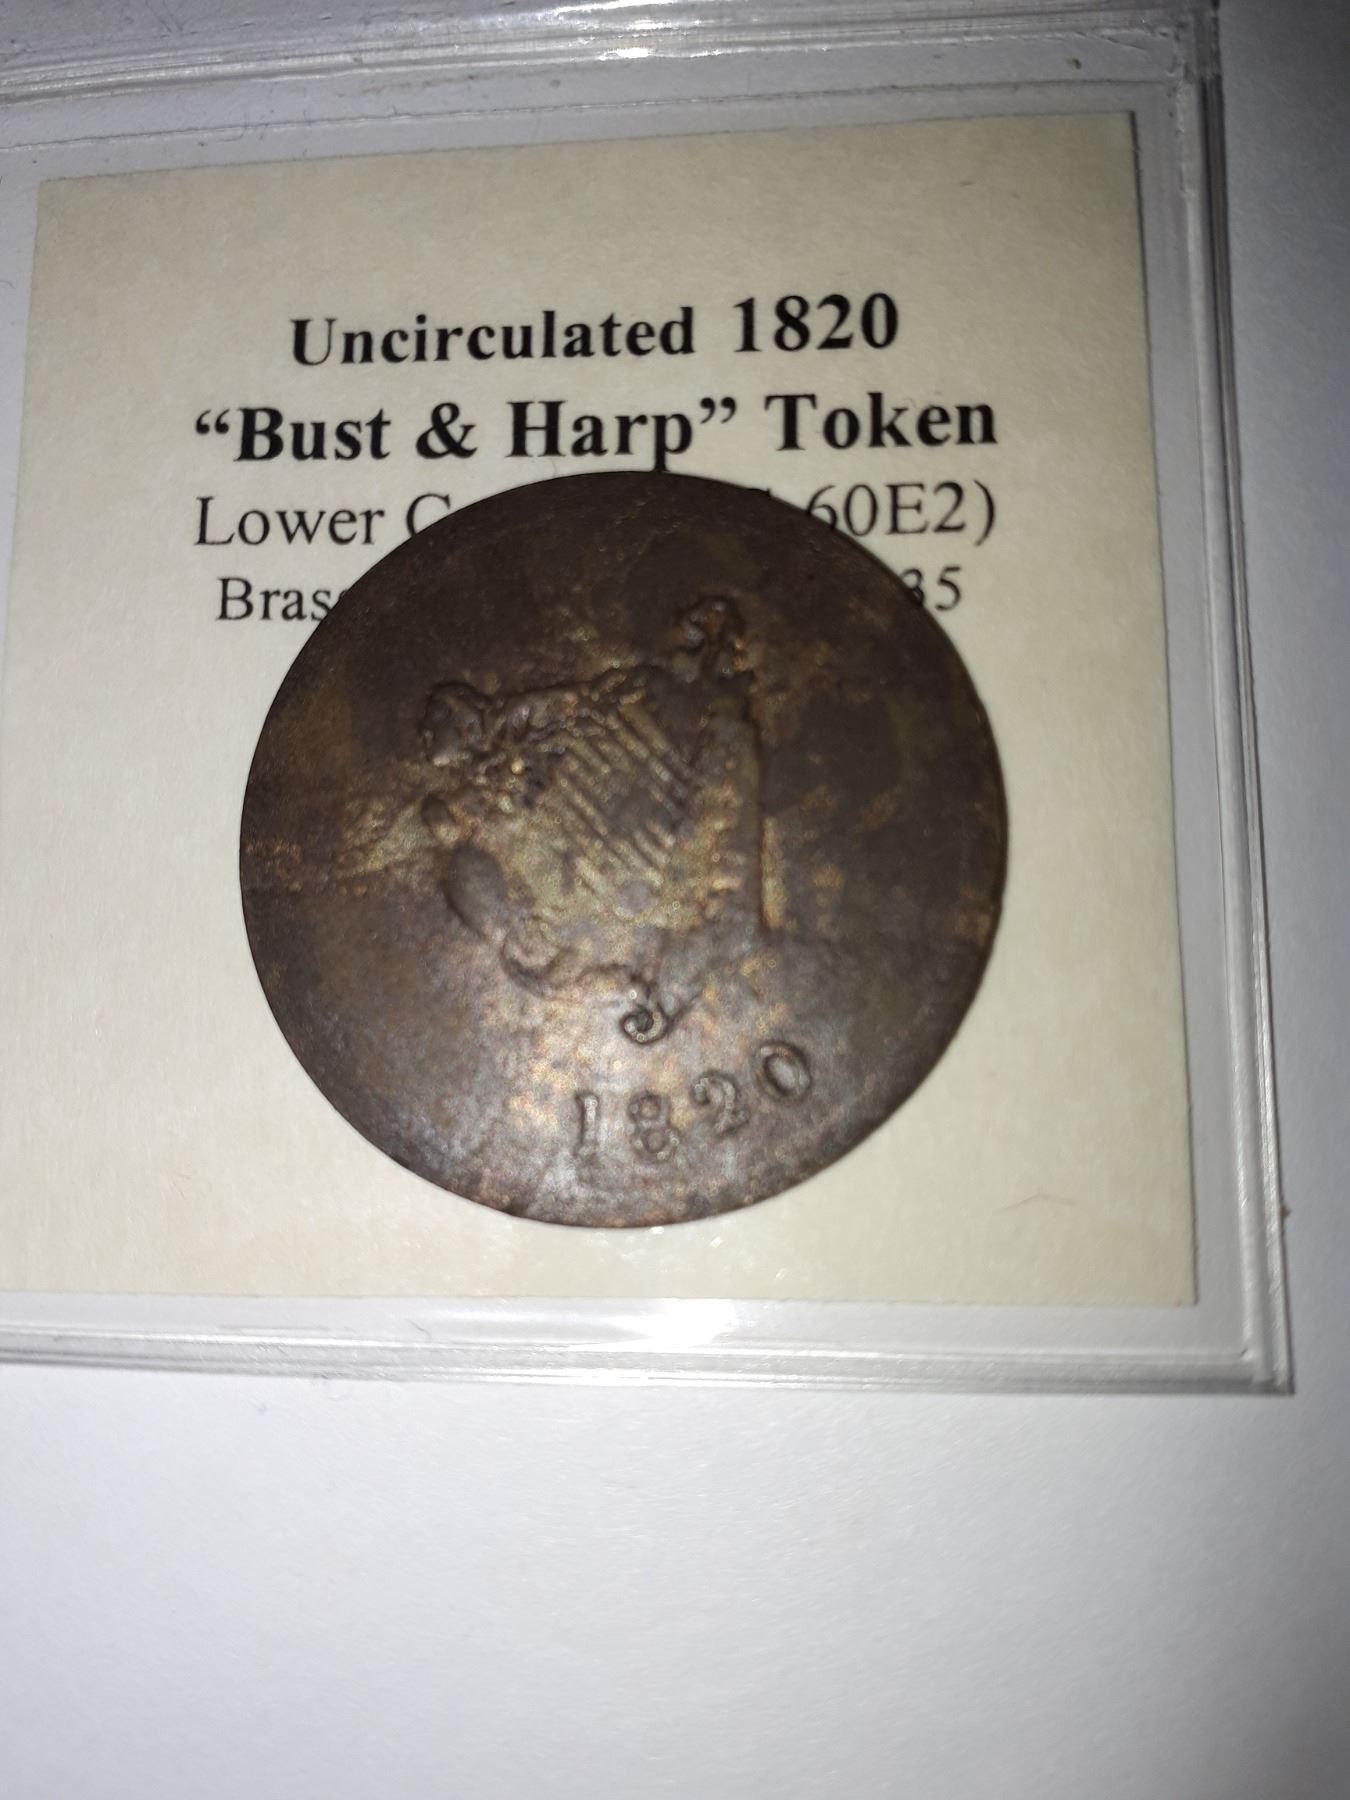 Uncirculated 1820
“Bust & Harp” Token
Lower C 60E2)
Bras 35
1820